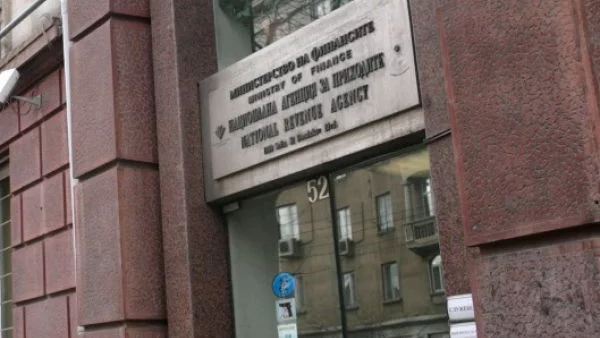 МИНИСТЕРСТВО НА ФИНАНСИТЕ
MINISTRY OF FINANCE
НАЦИОНАЛНА АГЕНЦИЯ ЗА ПРИХОДИТЕ
NATIONAL REVENUE AGENCY
52